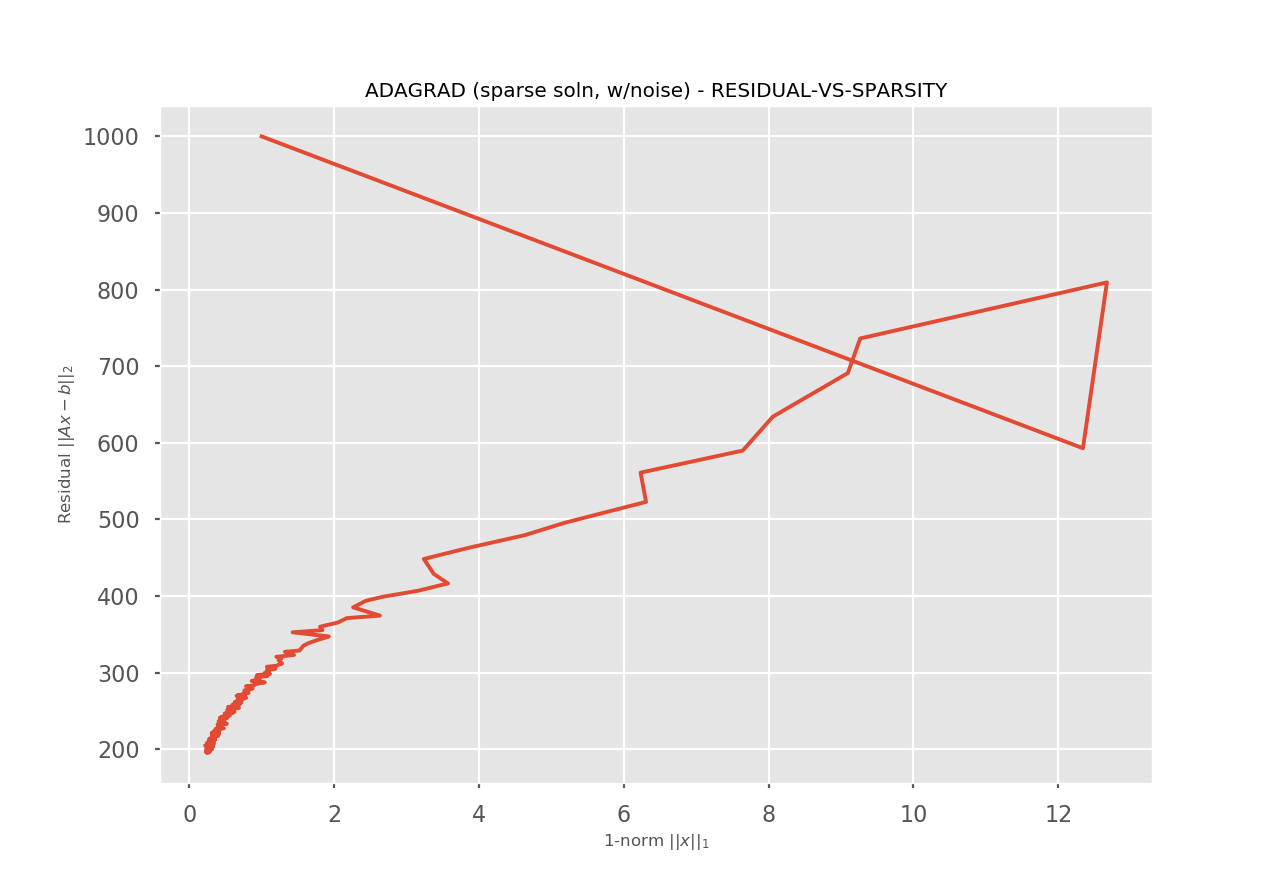 ADAGRAD (sparse soln, w/noise) - RESIDUAL-VS-SPARSITY
1000
900
800
700
600
500
400
300
200
Residual ||Ax − b||₂
0 2 4 6 8 10 12
1-norm ||x||₁